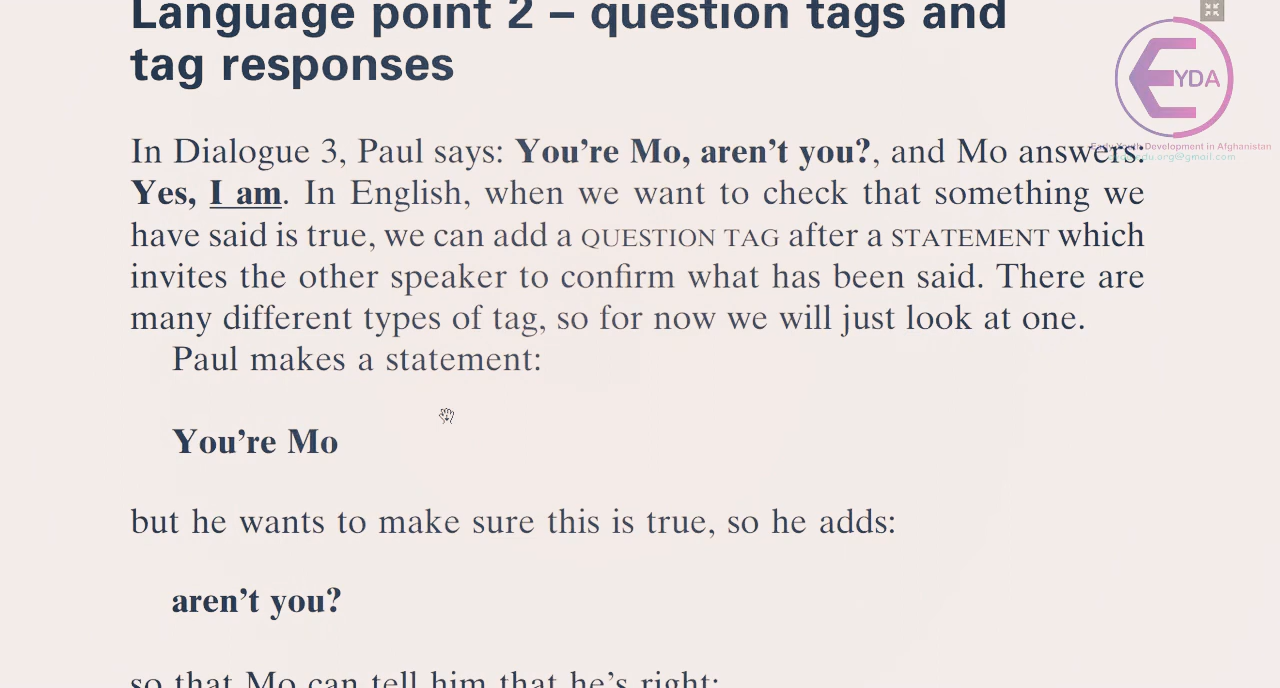 Language point 2 – question tags and
tag responses
EYDA
In Dialogue 3, Paul says: You're Mo, aren't you?, and Mo answers:
Early Youth Development in Afghanistan
Yes, I am. In English, when we want to check that something we
have said is true, we can add a QUESTION TAG after a STATEMENT which
invites the other speaker to confirm what has been said. There are
many different types of tag, so for now we will just look at one.
Paul makes a statement:
You're Mo
but he wants to make sure this is true, so he adds:
aren't you?
so that Mo can tell him that he's right: